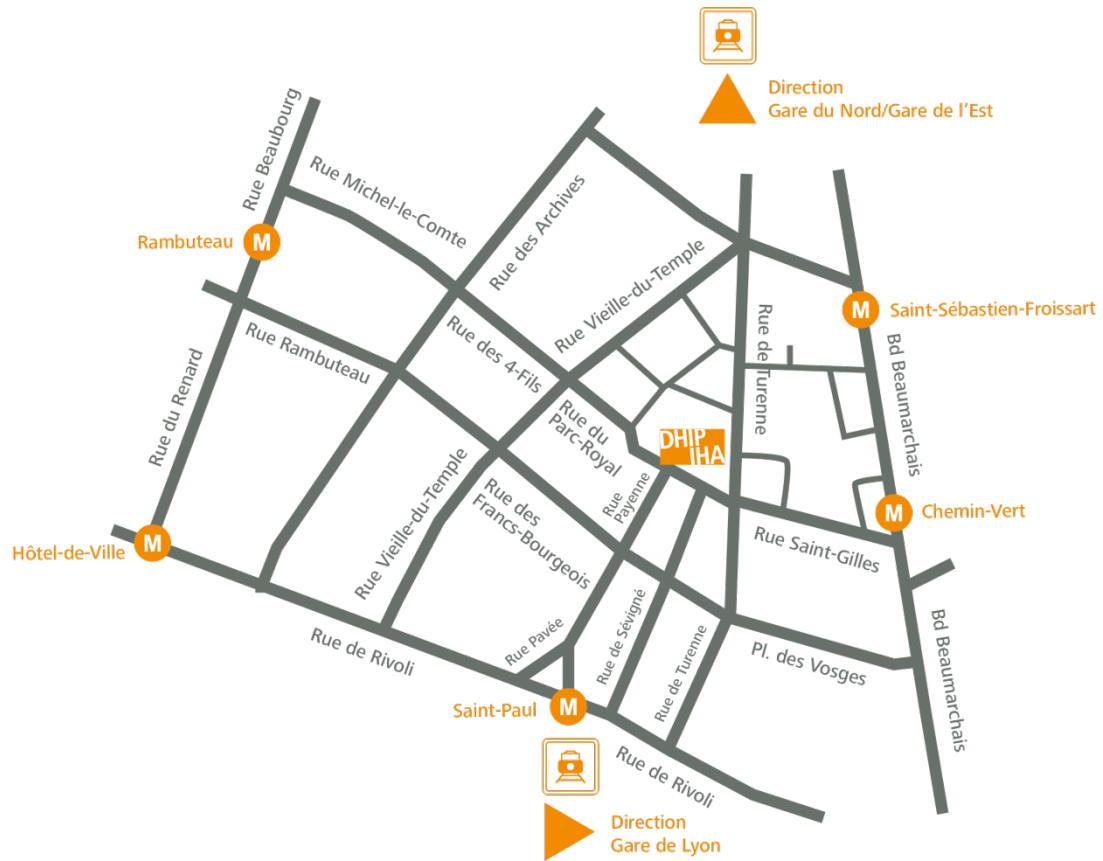 Direction
Gare du Nord/Gare de l'Est
Rue Beaubourg
Rue Michel-le-Comte
Rue des Archives
Rambuteau
M
Rue Vieille-du-Temple
Rue de Turenne
M
Saint-Sébastien-Froissart
Rue Rambuteau
Rue des 4-Fils
Bd Beaumarchais
Rue du Renard
Rue du
Parc-Royal
DHIP
IHA
Rue Vieille-du-Temple
Rue des
Francs-Bourgeois
Rue
Payenne
M
Chemin-Vert
Hôtel-de-Ville
M
Rue Saint-Gilles
Rue de Rivoli
Rue Pavée
Rue de Sévigné
Rue de Turenne
Pl. des Vosges
Bd Beaumarchais
Saint-Paul
M
Rue de Rivoli
Direction
Gare de Lyon